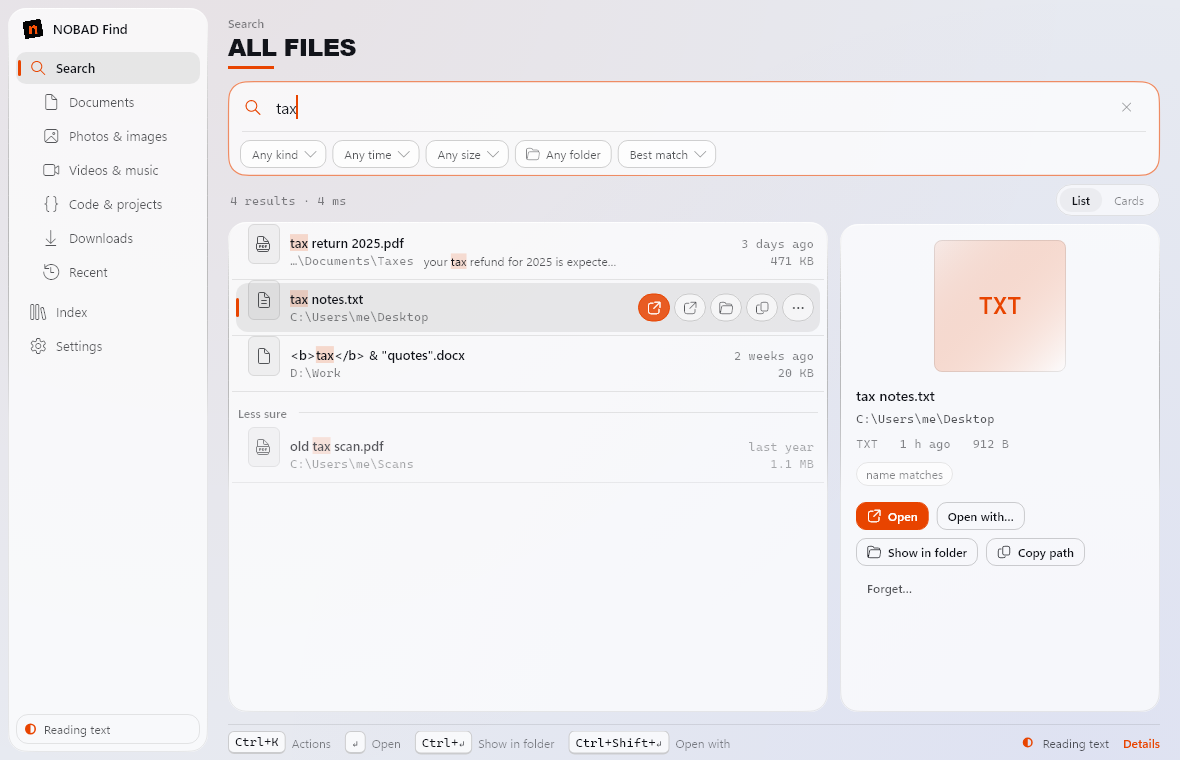 NOBAD Find
Search
Documents
Photos & images
Videos & music
Code & projects
Downloads
Recent
Index
Settings
Reading text
Search
ALL FILES
tax
Any kind
Any time
Any size
Any folder
Best match
4 results · 4 ms
List
Cards
tax return 2025.pdf
3 days ago
…\Documents\Taxes your tax refund for 2025 is expecte…
471 KB
tax notes.txt
C:\Users\me\Desktop
<b>tax</b> & "quotes".docx
2 weeks ago
D:\Work
20 KB
Less sure
old tax scan.pdf
last year
C:\Users\me\Scans
1.1 MB
TXT
tax notes.txt
C:\Users\me\Desktop
TXT 1 h ago 912 B
name matches
Open
Open with...
Show in folder
Copy path
Forget...
Ctrl+K Actions
↲ Open
Ctrl+↲ Show in folder
Ctrl+Shift+↲ Open with
Reading text
Details